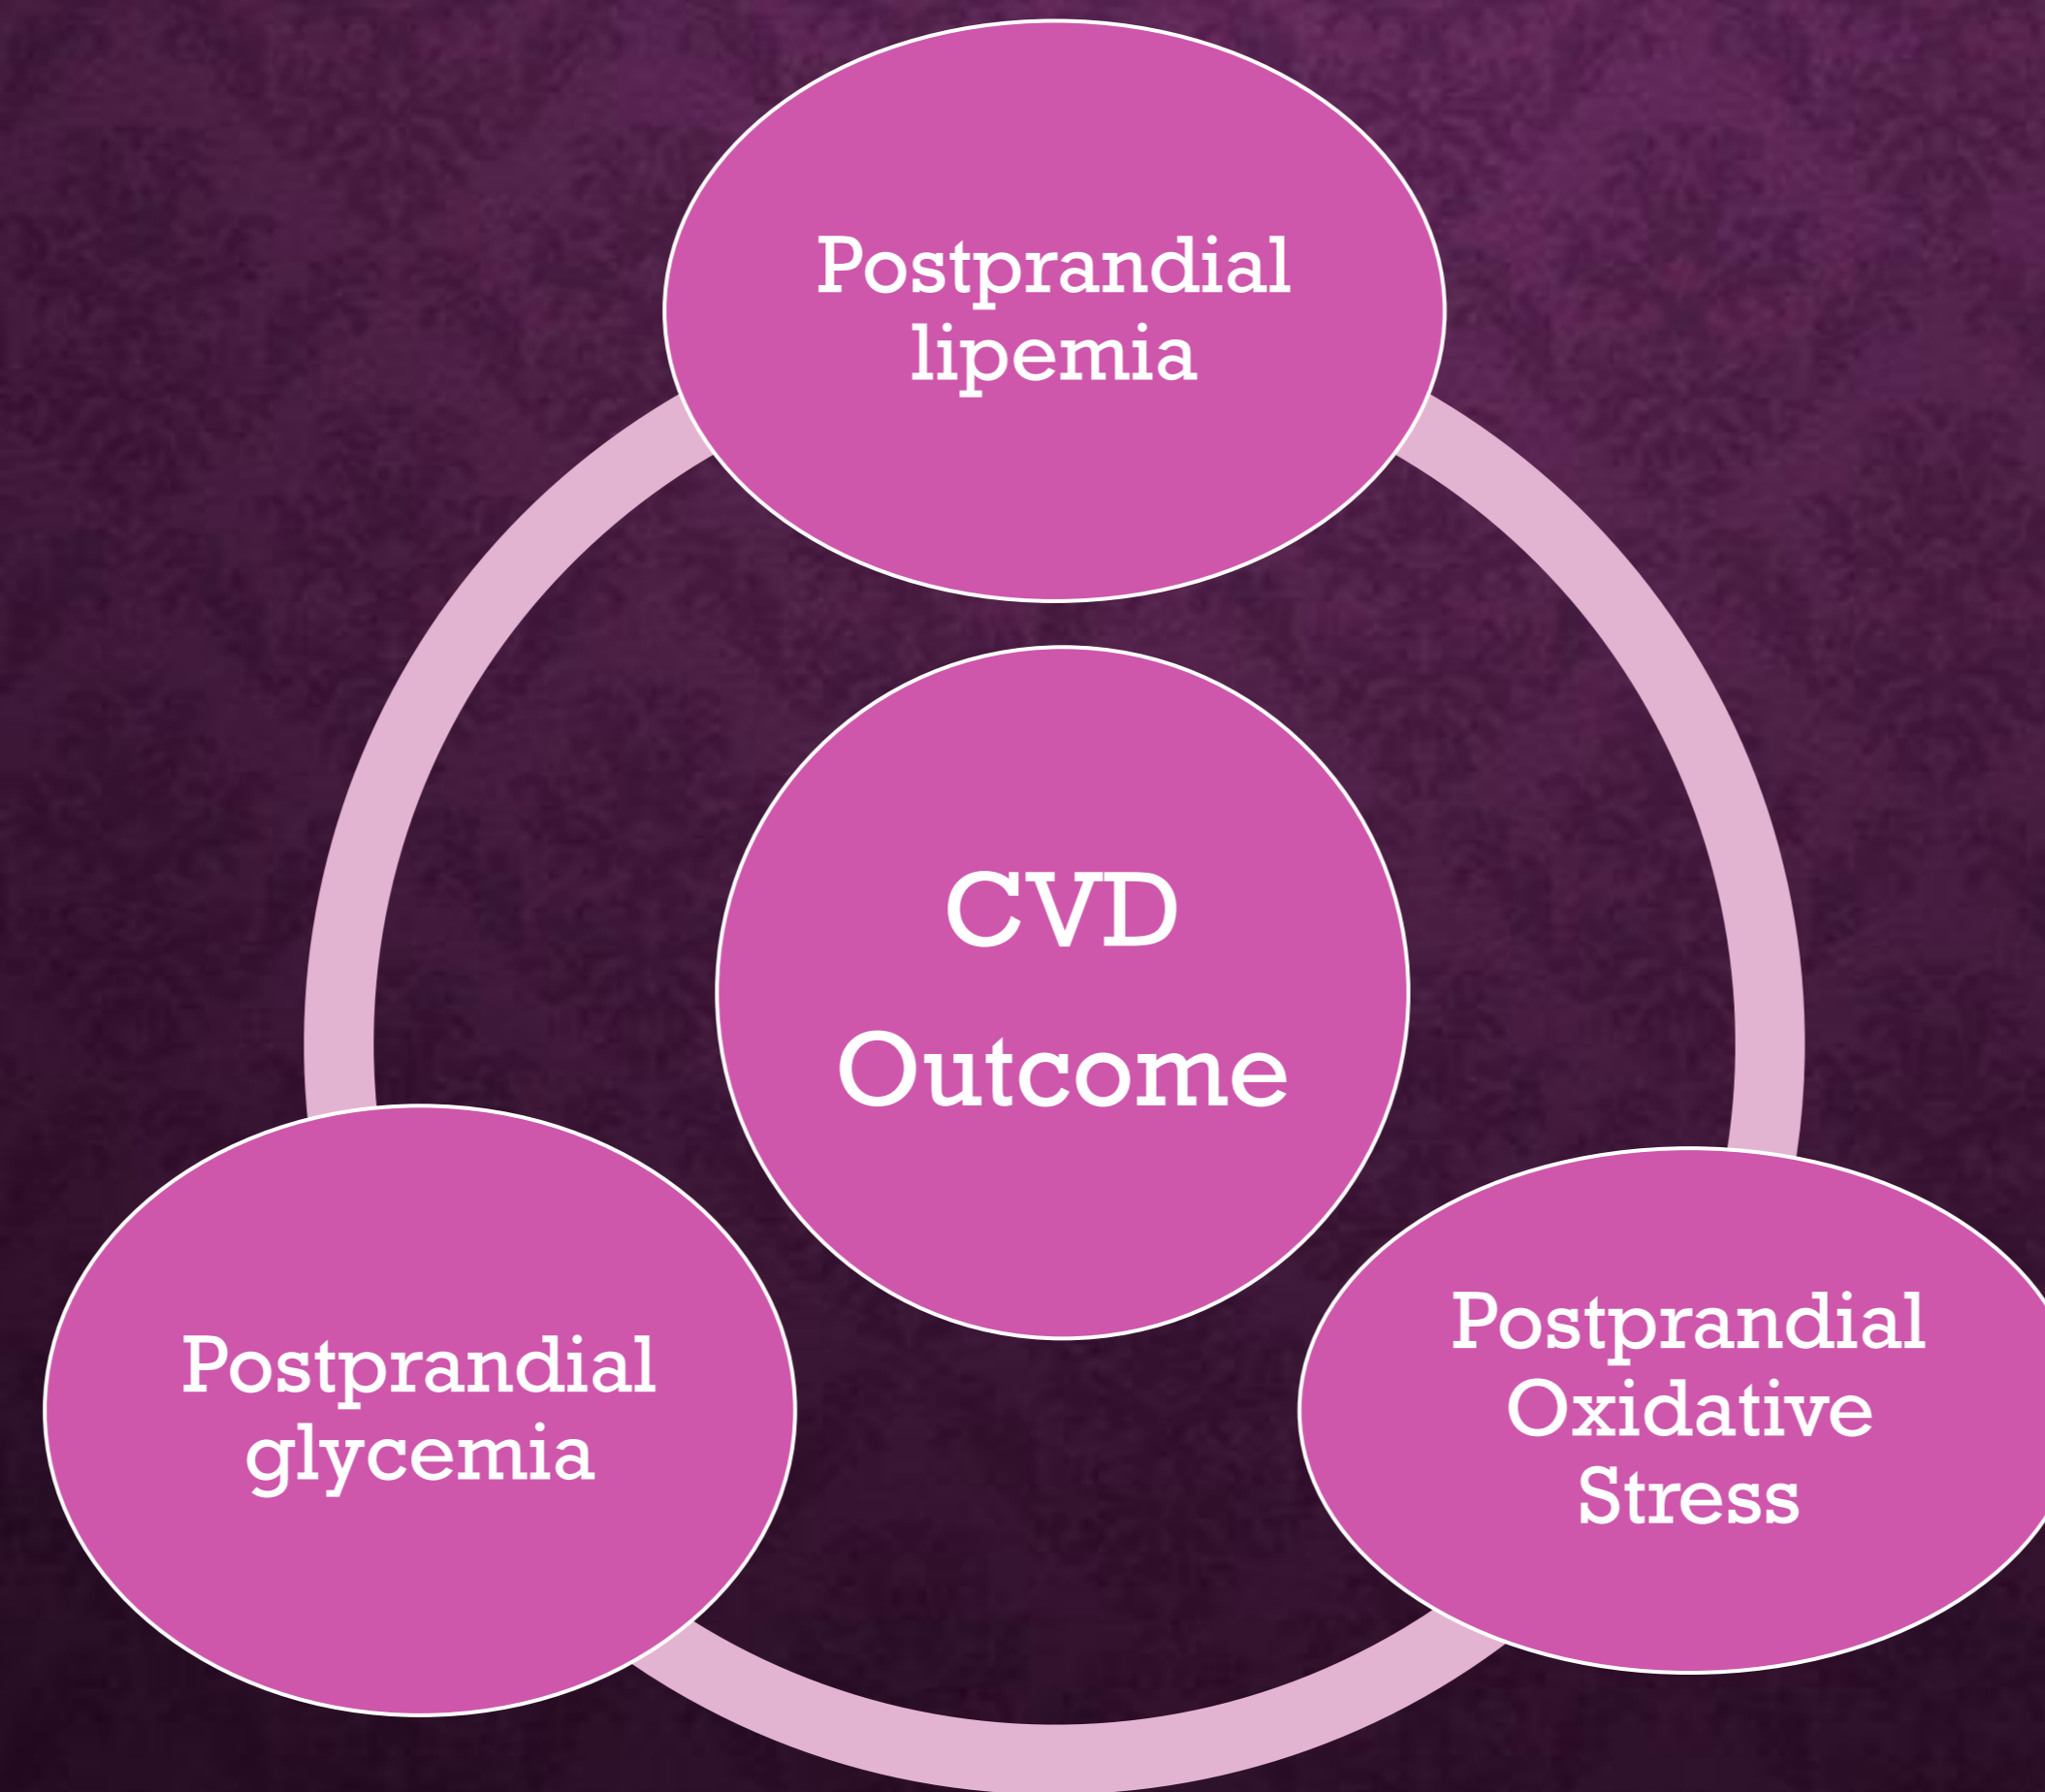 Postprandial
lipemia
CVD
Outcome
Postprandial
glycemia
Postprandial
Oxidative
Stress